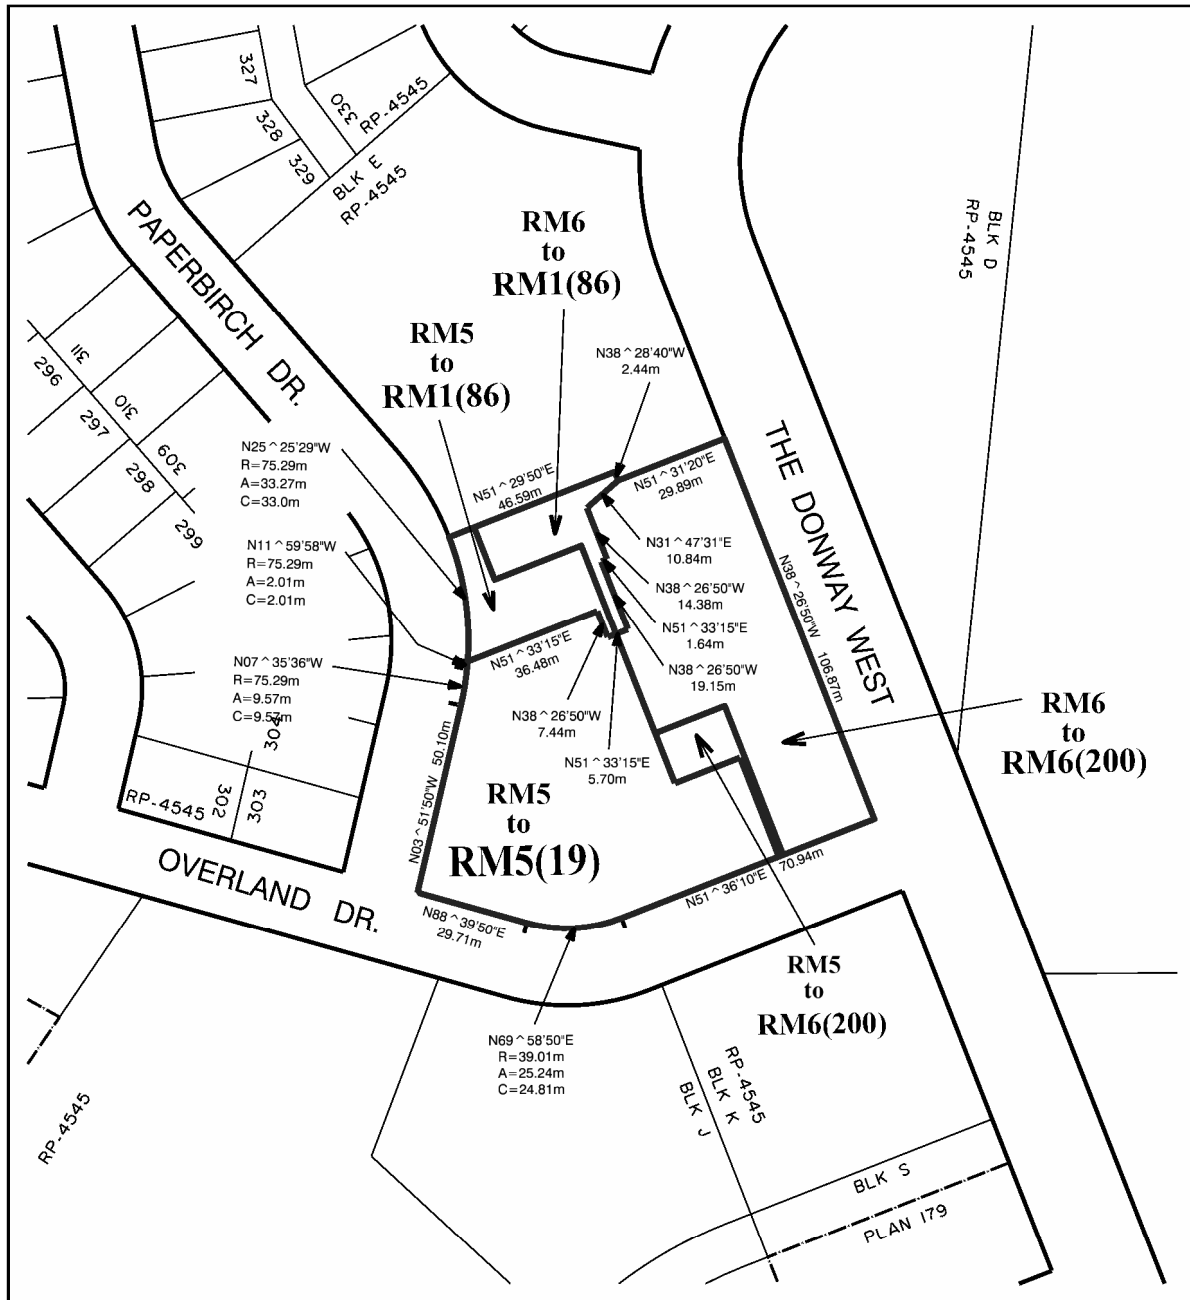 327
328
329
330
RP-4545
BLK E
RP-4545
BLK D
RP-4545
PAPERBIRCH DR.
RM6
to
RM1(86)
RM5
to
RM1(86)
N38^28'40"W
2.44m
311
296
310
297
309
298
299
N25^25'29"W
R=75.29m
A=33.27m
C=33.0m
N51^29'50"E
46.59m
N51^31'20"E
29.89m
THE DONWAY WEST
N11^59'58"W
R=75.29m
A=2.01m
C=2.01m
N31^47'31"E
10.84m
N38^26'50"W
14.38m
N51^33'15"E
1.64m
N38^26'50"W
19.15m
N38^26'50"W 106.87m
N07^35'36"W
R=75.29m
A=9.57m
C=9.57m
N51^33'15"E
36.48m
N38^26'50"W
7.44m
N51^33'15"E
5.70m
RM6
to
RM6(200)
304
303
302
RP-4545
N03^51'50"W 50.10m
RM5
to
RM5(19)
OVERLAND DR.
N88^39'50"E
29.71m
N51^36'10"E 70.94m
RM5
to
RM6(200)
N69^58'50"E
R=39.01m
A=25.24m
C=24.81m
RP-4545
RP-4545
BLK K
BLK J
BLK S
PLAN 179